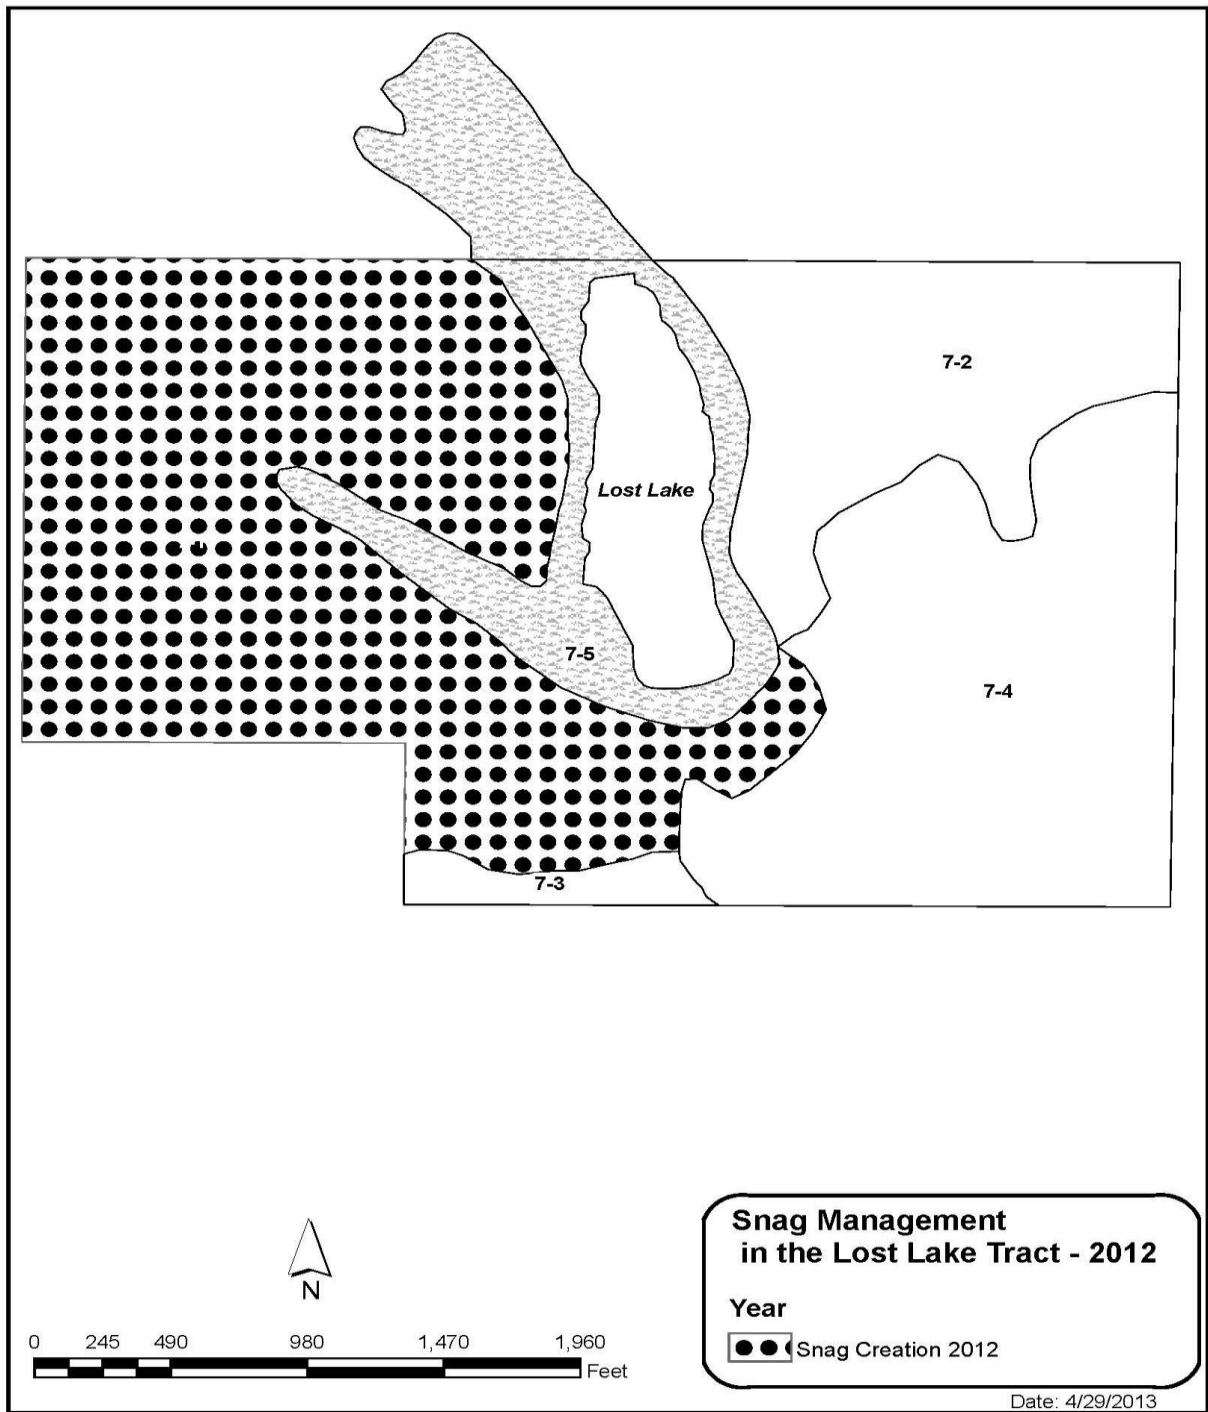 7-2
Lost Lake
7-5
7-4
7-3
N
0 245 490 980 1,470 1,960
Feet
Snag Management
in the Lost Lake Tract - 2012
Year
Snag Creation 2012
Date: 4/29/2013